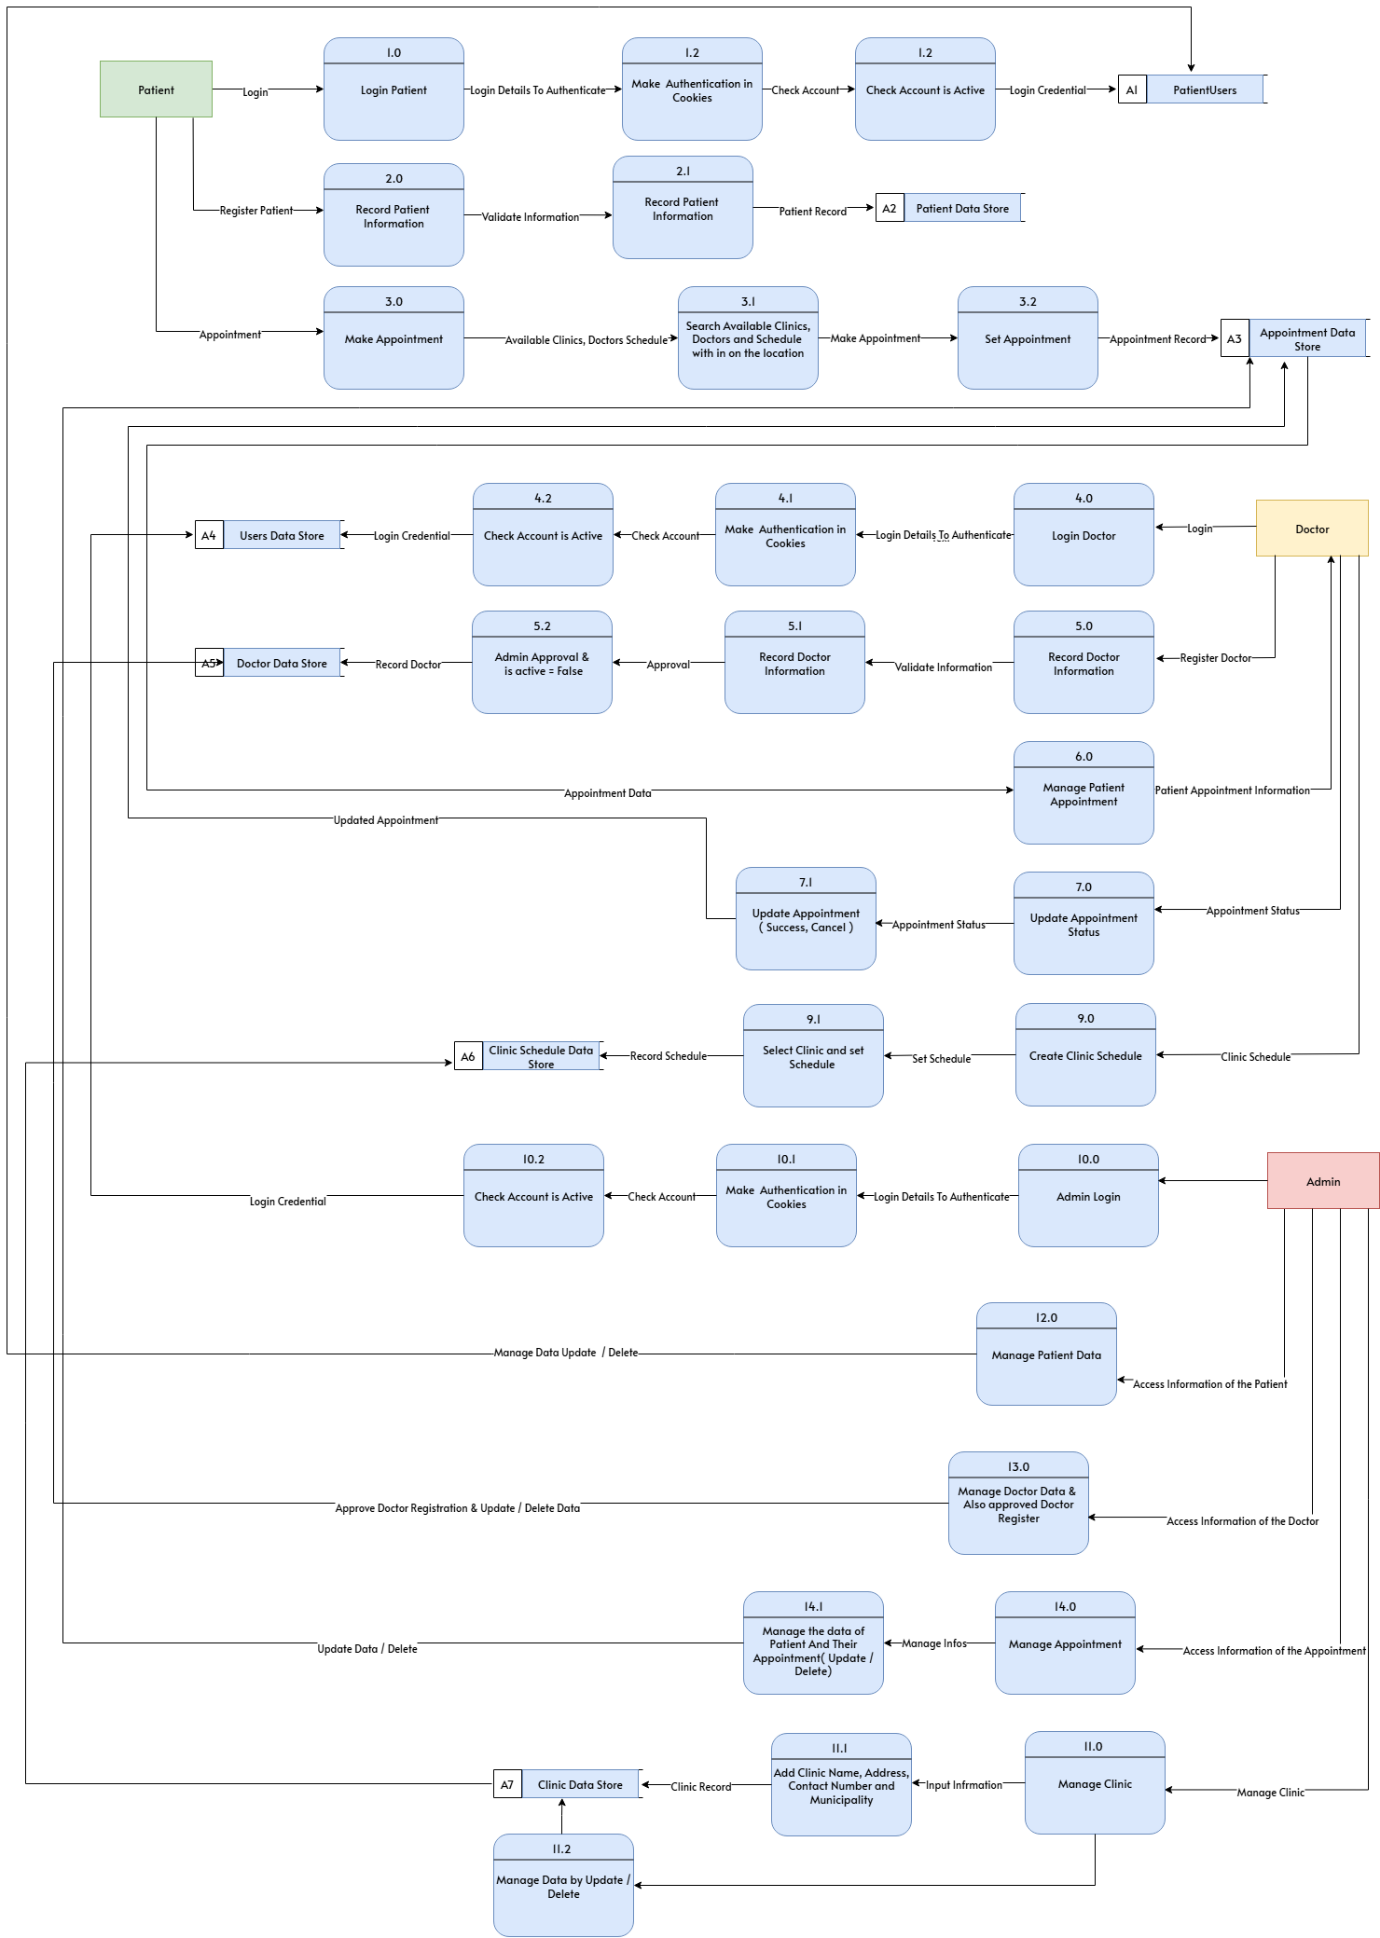 1.0
1.2
1.2
Patient
Login
Login Patient
Login Details To Authenticate
Make  Authentication in
Cookies
Check Account
Check Account is Active
Login Credential
A1
PatientUsers
2.0
2.1
Register Patient
Record Patient
Information
Validate Information
Record Patient
Information
Patient Record
A2
Patient Data Store
3.0
3.1
3.2
Appointment
Make Appointment
Available Clinics, Doctors Schedule
Search Available Clinics,
Doctors and Schedule
with in on the location
Make Appointment
Set Appointment
Appointment Record
A3
Appointment Data
Store
4.2
4.1
4.0
A4
Users Data Store
Login Credential
Check Account is Active
Check Account
Make  Authentication in
Cookies
Login Details To Authenticate
Login Doctor
Login
Doctor
5.2
5.1
5.0
A5
Doctor Data Store
Record Doctor
Admin Approval &
is active = False
Approval
Record Doctor
Information
Validate Information
Record Doctor
Information
Register Doctor
6.0
Appointment Data
Manage Patient
Appointment
Patient Appointment Information
Updated Appointment
7.1
7.0
Update Appointment
( Success, Cancel )
Appointment Status
Update Appointment
Status
Appointment Status
9.1
9.0
A6
Clinic Schedule Data
Store
Record Schedule
Select Clinic and set
Schedule
Set Schedule
Create Clinic Schedule
Clinic Schedule
10.2
10.1
10.0
Login Credential
Check Account is Active
Check Account
Make  Authentication in
Cookies
Login Details To Authenticate
Admin Login
Admin
12.0
Manage Data Update  / Delete
Manage Patient Data
Access Information of the Patient
13.0
Approve Doctor Registration & Update / Delete Data
Manage Doctor Data &
Also approved Doctor
Register
Access Information of the Doctor
14.1
14.0
Update Data / Delete
Manage the data of
Patient And Their
Appointment( Update /
Delete)
Manage Infos
Manage Appointment
Access Information of the Appointment
11.1
11.0
A7
Clinic Data Store
Clinic Record
Add Clinic Name, Address,
Contact Number and
Municipality
Input Infrmation
Manage Clinic
Manage Clinic
11.2
Manage Data by Update /
Delete